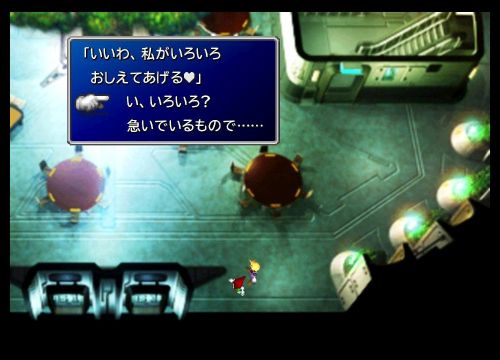 「いいわ、私がいろいろ
おしえてあげる♥」
い、いろいろ？
急いでいるもので……